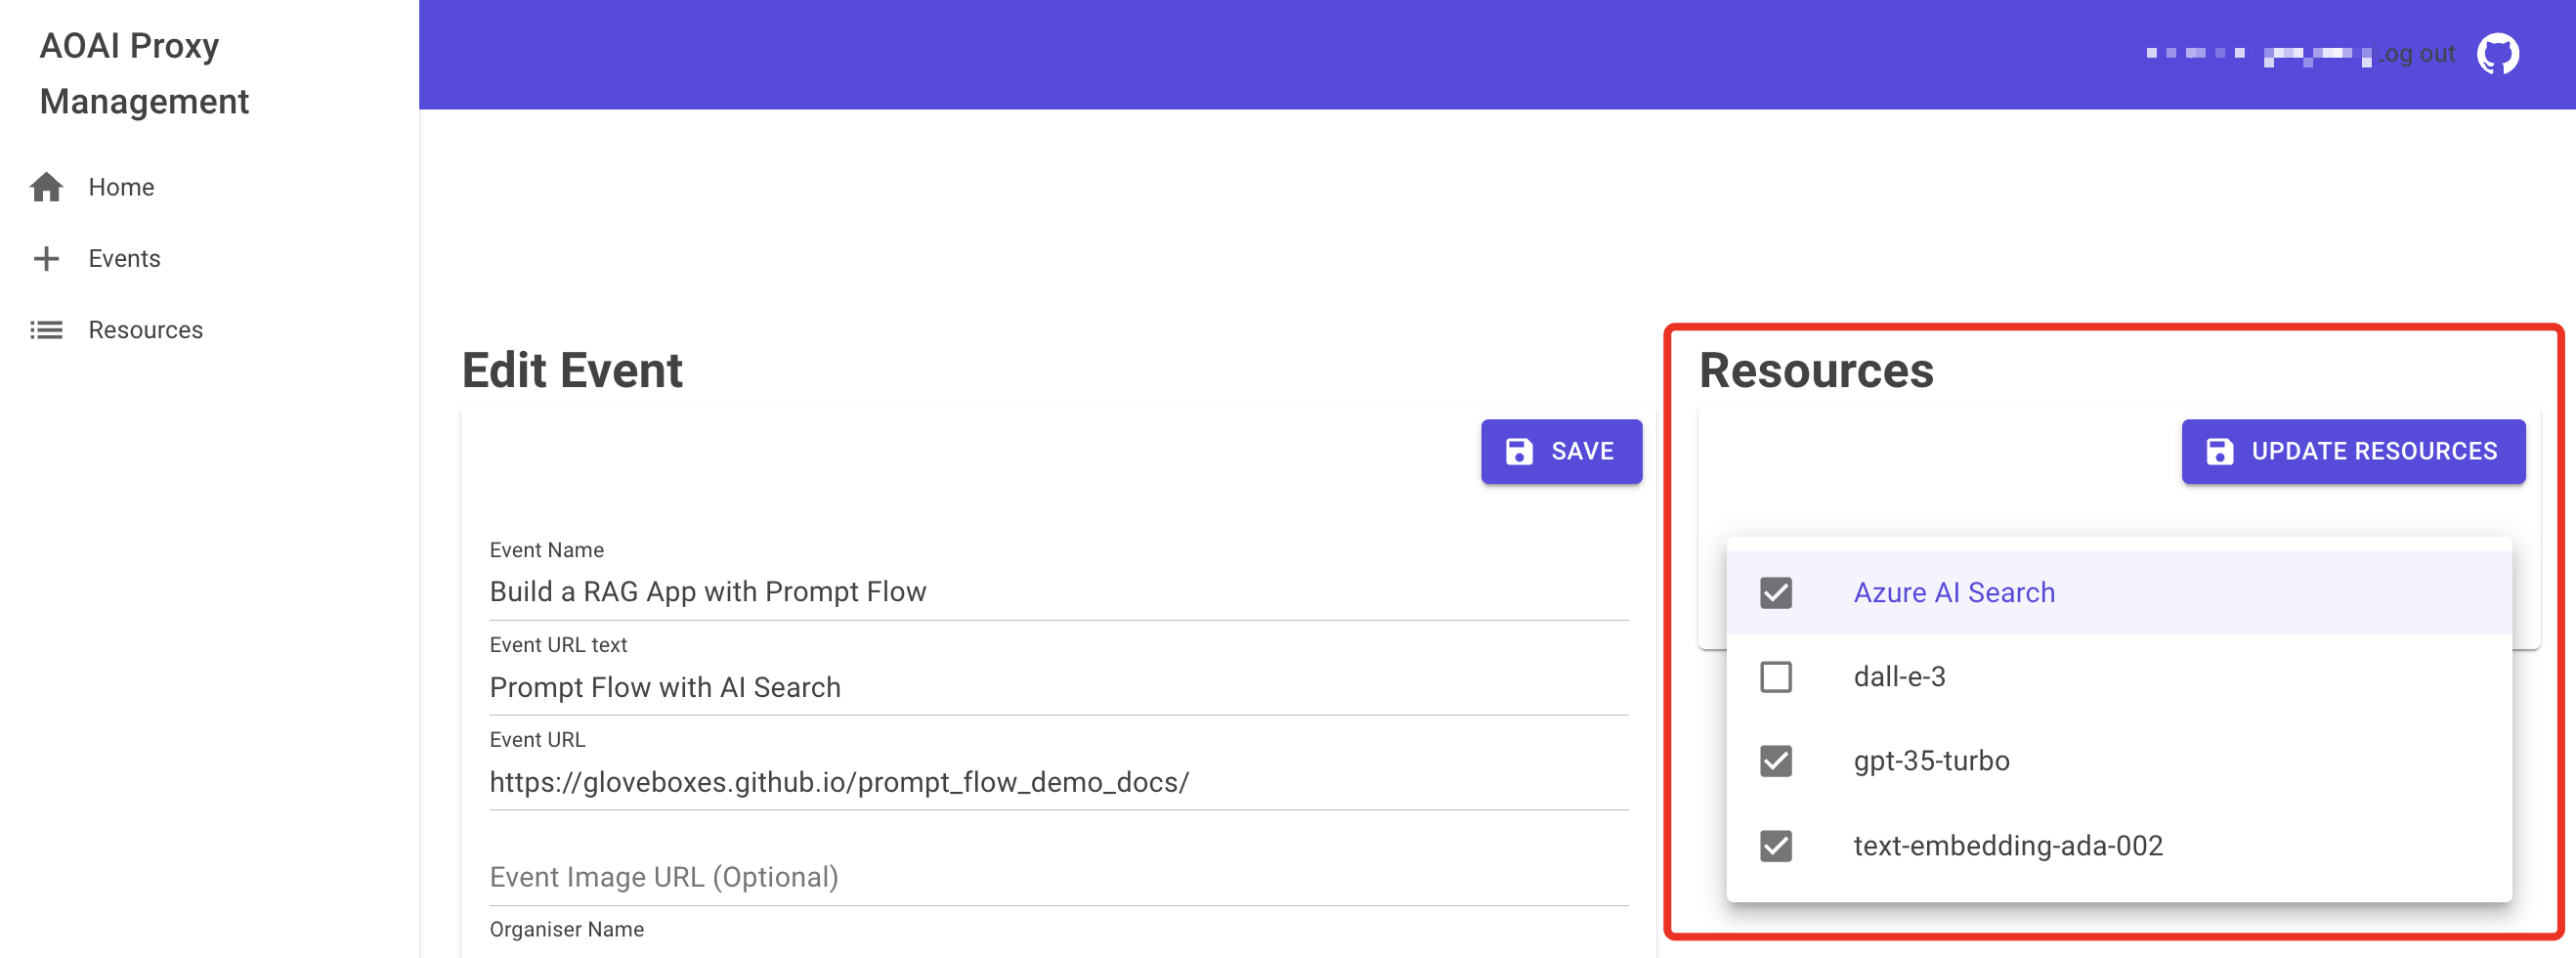 AOAI Proxy
Management
Home
Events
Resources
Log out
Edit Event
SAVE
Event Name
Build a RAG App with Prompt Flow
Event URL text
Prompt Flow with AI Search
Event URL
https://gloveboxes.github.io/prompt_flow_demo_docs/
Event Image URL (Optional)
Organiser Name
Resources
UPDATE RESOURCES
Azure AI Search
dall-e-3
gpt-35-turbo
text-embedding-ada-002